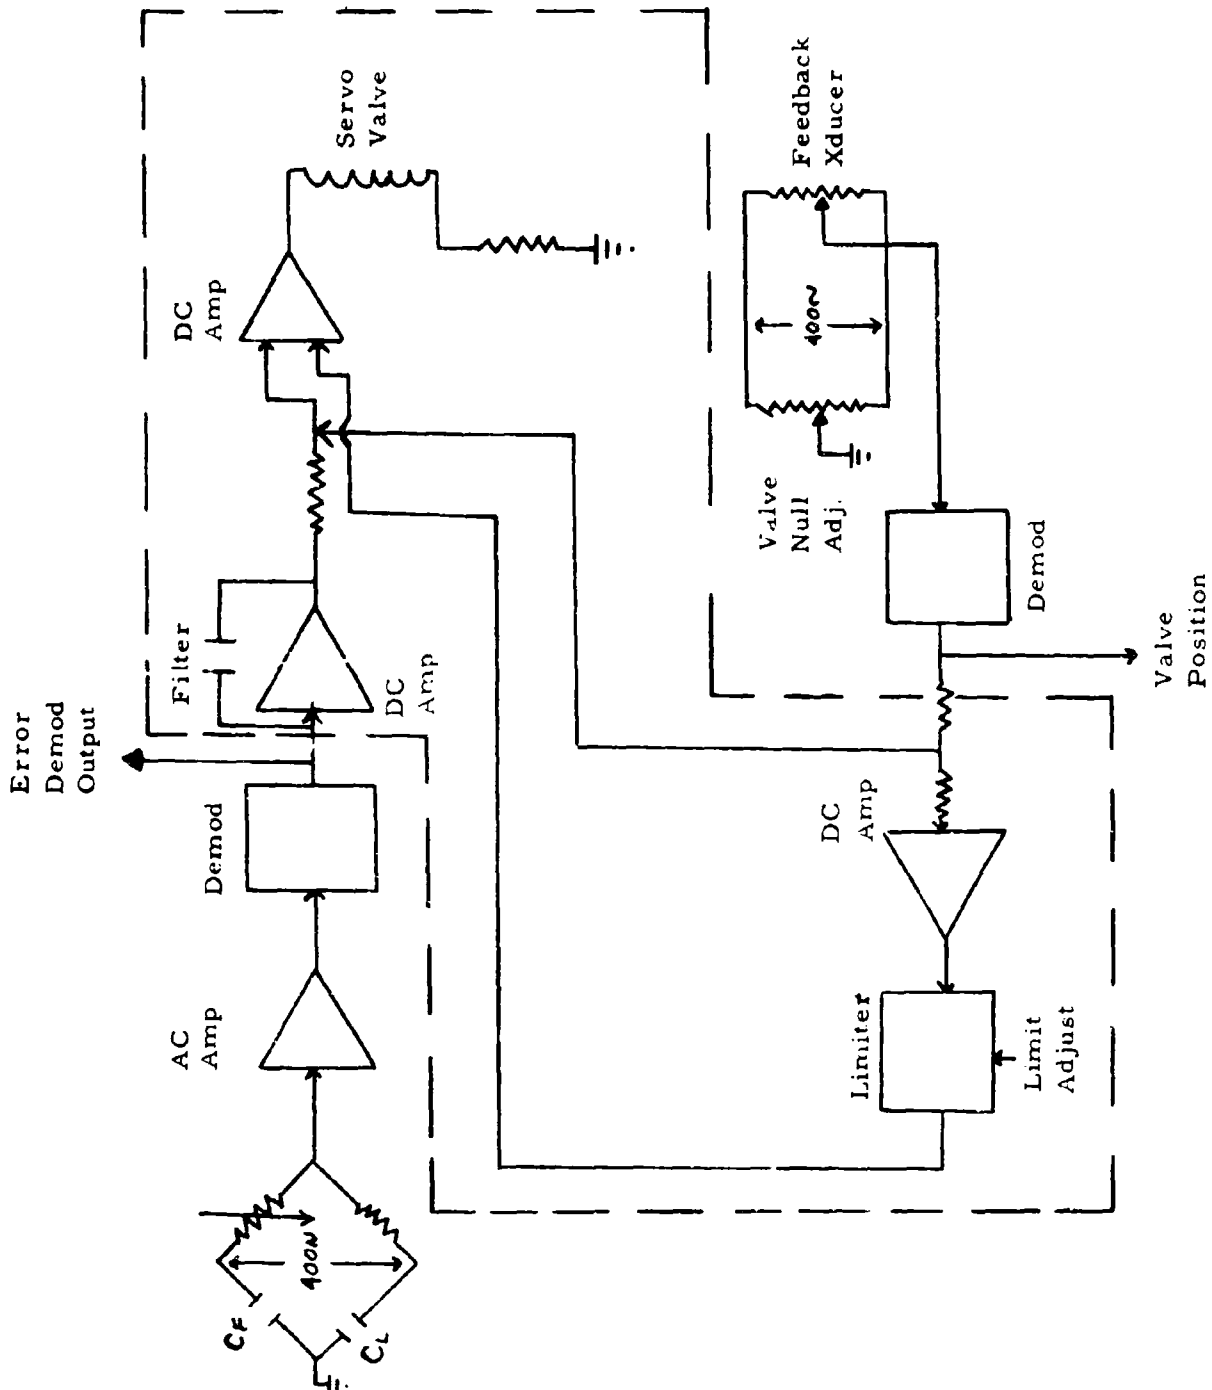 Error
Demod
Output
Servo
Valve
DC
Amp
Filter
DC
Amp
Demod
AC
Amp
400~
CF
CL
Feedback
Xducer
400~
Valve
Null
Adj.
Demod
Valve
Position
DC
Amp
Limiter
Limit
Adjust